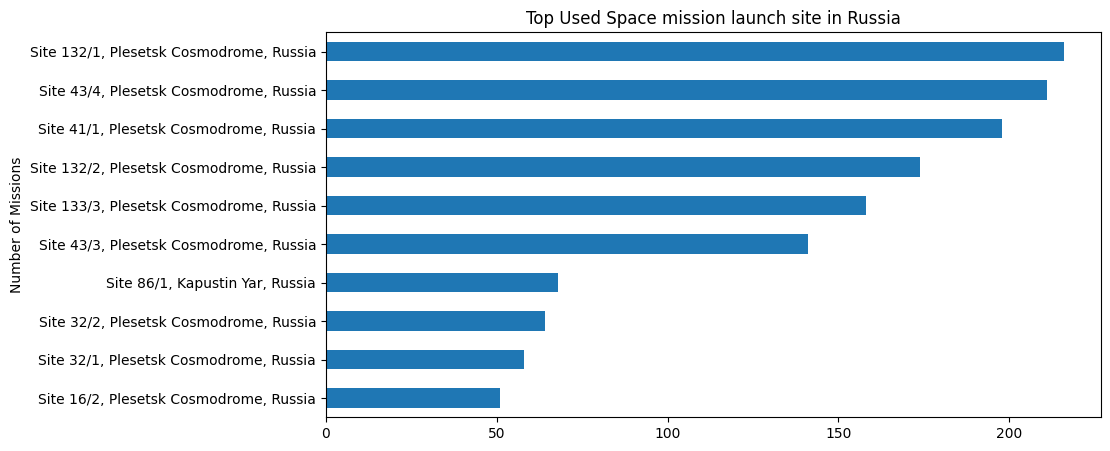 Top Used Space mission launch site in Russia
Number of Missions
Site 132/1, Plesetsk Cosmodrome, Russia
Site 43/4, Plesetsk Cosmodrome, Russia
Site 41/1, Plesetsk Cosmodrome, Russia
Site 132/2, Plesetsk Cosmodrome, Russia
Site 133/3, Plesetsk Cosmodrome, Russia
Site 43/3, Plesetsk Cosmodrome, Russia
Site 86/1, Kapustin Yar, Russia
Site 32/2, Plesetsk Cosmodrome, Russia
Site 32/1, Plesetsk Cosmodrome, Russia
Site 16/2, Plesetsk Cosmodrome, Russia
0 50 100 150 200